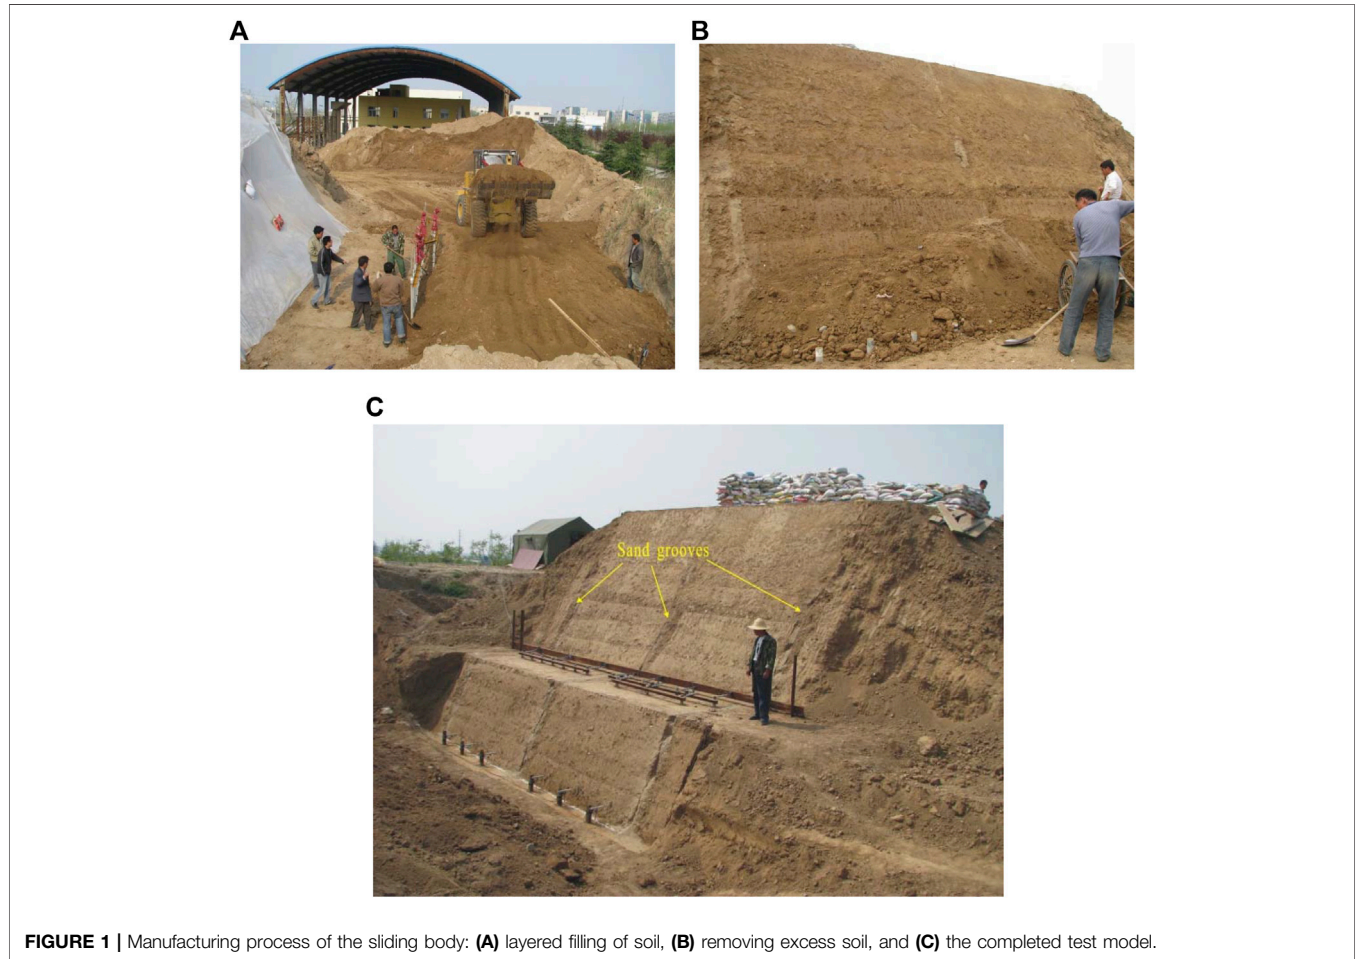 A
B
C
Sand grooves
FIGURE 1 | Manufacturing process of the sliding body: (A) layered filling of soil, (B) removing excess soil, and (C) the completed test model.